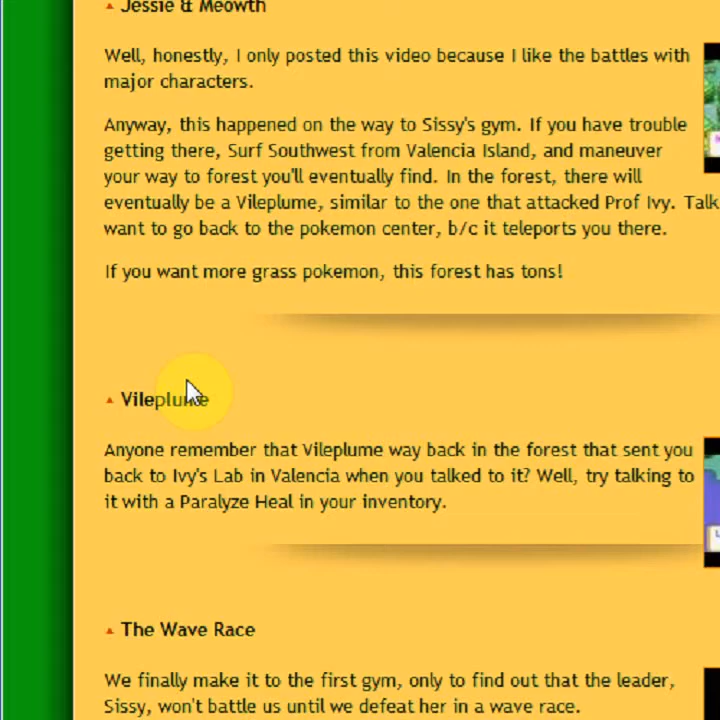 Jessie & Meowth
Well, honestly, I only posted this video because I like the battles with
major characters.
Anyway, this happened on the way to Sissy's gym. If you have trouble
getting there, Surf Southwest from Valencia Island, and maneuver
your way to forest you'll eventually find. In the forest, there will
eventually be a Vileplume, similar to the one that attacked Prof Ivy. Talk
want to go back to the pokemon center, b/c it teleports you there.
If you want more grass pokemon, this forest has tons!
Vileplume
Anyone remember that Vileplume way back in the forest that sent you
back to Ivy's Lab in Valencia when you talked to it? Well, try talking to
it with a Paralyze Heal in your inventory.
The Wave Race
We finally make it to the first gym, only to find out that the leader,
Sissy, won't battle us until we defeat her in a wave race.